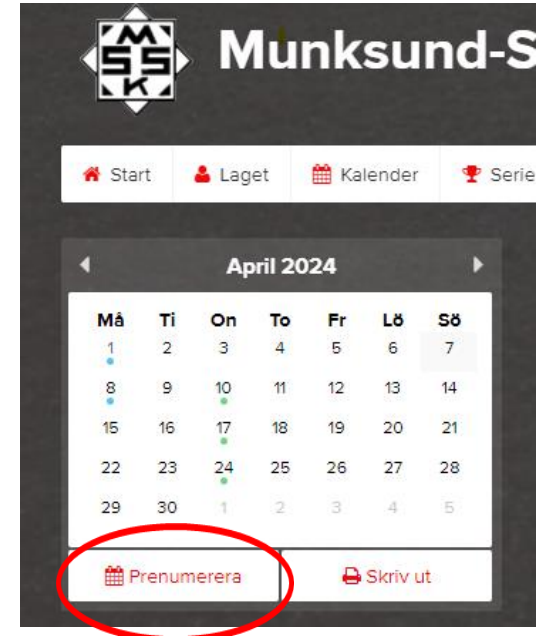 MSSK
Munksund-S
Start Laget Kalender Serie
April 2024
Må Ti On To Fr Lö Sö
1 2 3 4 5 6 7
8 9 10 11 12 13 14
15 16 17 18 19 20 21
22 23 24 25 26 27 28
29 30 1 2 3 4 5
Prenumerera Skriv ut